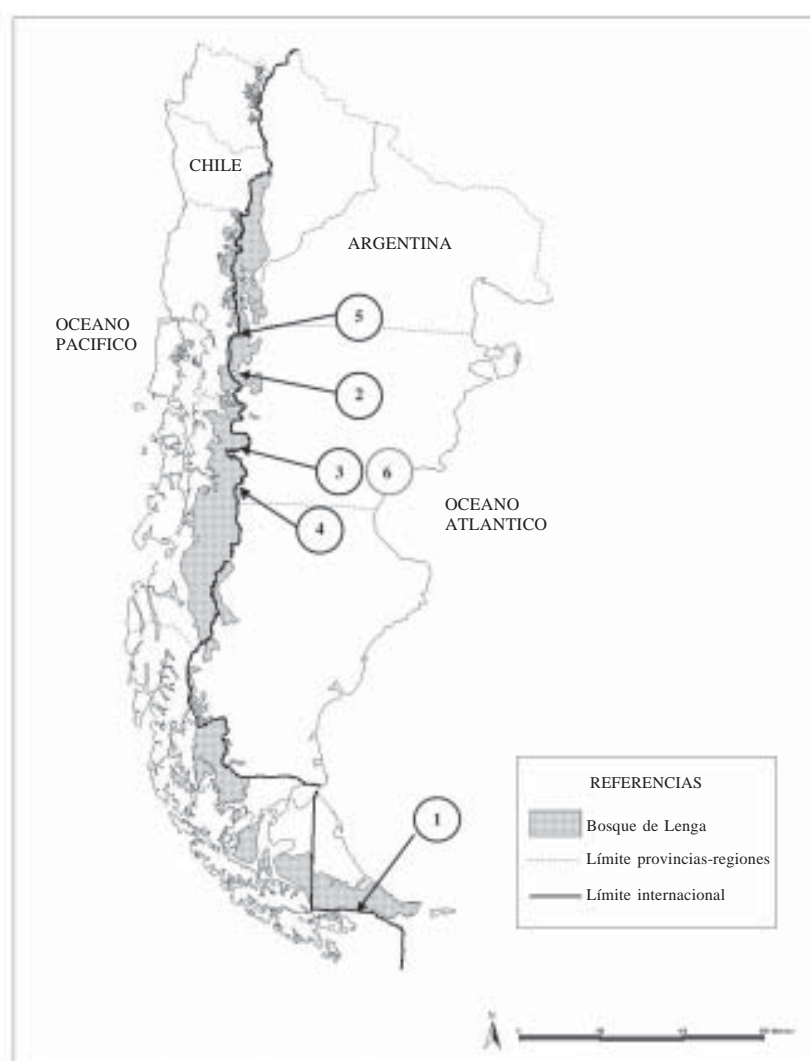 CHILE
ARGENTINA
OCEANO
PACIFICO
5
2
3
6
4
OCEANO
ATLANTICO
1
REFERENCIAS
Bosque de Lenga
Límite provincias-regiones
Límite internacional
N